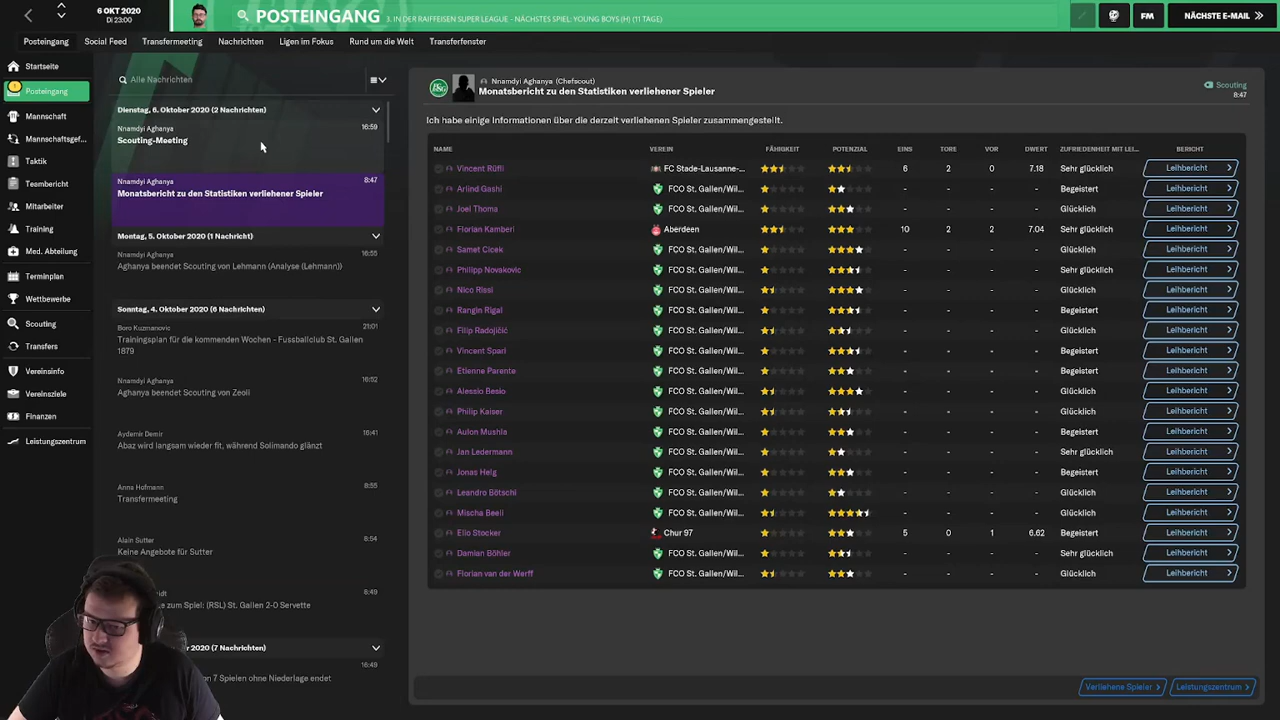 6 OKT 2020
DI 23:00
POSTEINGANG
3. IN DER RAIFFEISEN SUPER LEAGUE - NÄCHSTES SPIEL: YOUNG BOYS (H) (11 TAGE)
FM
NÄCHSTE E-MAIL
Posteingang Social Feed Transfermeeting Nachrichten Ligen im Fokus Rund um die Welt Transferfenster
Startseite
Posteingang
Mannschaft
Mannschaftsgef...
Taktik
Teambericht
Mitarbeiter
Training
Med. Abteilung
Terminplan
Wettbewerbe
Scouting
Transfers
Vereinsinfo
Vereinsziele
Finanzen
Leistungszentrum
Alle Nachrichten
Dienstag, 6. Oktober 2020 (2 Nachrichten)
Nnamdyi Aghanya 16:59
Scouting-Meeting
Nnamdyi Aghanya 8:47
Monatsbericht zu den Statistiken verliehener Spieler
Montag, 5. Oktober 2020 (1 Nachricht)
16:55
Aghanya beendet Scouting von Lehmann (Analyse (Lehmann))
Sonntag, 4. Oktober 2020 (6 Nachrichten)
Boro Kuzmanovic 21:01
Trainingsplan für die kommenden Wochen - Fussballclub St. Gallen
1879
Nnamdyi Aghanya 16:52
Aghanya beendet Scouting von Zeoli
Aydemir Demir 16:41
Abaz wird langsam wieder fit, während Solimando glänzt
Anna Hofmann 8:55
Transfermeeting
Alain Sutter 8:54
Keine Angebote für Sutter
6:49
zum Spiel: (RSL) St. Gallen 2-0 Servette
2020 (7 Nachrichten)
16:49
von 7 Spielen ohne Niederlage endet
Nnamdyi Aghanya (Chefscout)
Monatsbericht zu den Statistiken verliehener Spieler
Scouting
8:47
Ich habe einige Informationen über die derzeit verliehenen Spieler zusammengestellt.
NAME VEREIN FÄHIGKEIT POTENZIAL EINS TORE VOR DWERT ZUFRIEDENHEIT MIT LEI... BERICHT
Vincent Rüfli FC Stade-Lausanne-... 6 2 0 7.18 Sehr glücklich Leihbericht
Arlind Gashi FCO St. Gallen/Wil... - - - - Begeistert Leihbericht
Joel Thoma FCO St. Gallen/Wil... - - - - Glücklich Leihbericht
Florian Kamberi Aberdeen 10 2 2 7.04 Sehr glücklich Leihbericht
Samet Cicek FCO St. Gallen/Wil... - - - - Glücklich Leihbericht
Philipp Novakovic FCO St. Gallen/Wil... - - - - Sehr glücklich Leihbericht
Nico Rissi FCO St. Gallen/Wil... - - - - Glücklich Leihbericht
Rangin Rigal FCO St. Gallen/Wil... - - - - Begeistert Leihbericht
Filip Radojičić FCO St. Gallen/Wil... - - - - Glücklich Leihbericht
Vincent Sparl FCO St. Gallen/Wil... - - - - Begeistert Leihbericht
Etienne Parente FCO St. Gallen/Wil... - - - - Begeistert Leihbericht
Alessio Besio FCO St. Gallen/Wil... - - - - Glücklich Leihbericht
Philip Kaiser FCO St. Gallen/Wil... - - - - Glücklich Leihbericht
Aulon Mushla FCO St. Gallen/Wil... - - - - Begeistert Leihbericht
Jan Ledermann FCO St. Gallen/Wil... - - - - Sehr glücklich Leihbericht
Jonas Helg FCO St. Gallen/Wil... - - - - Begeistert Leihbericht
Leandro Bötschi FCO St. Gallen/Wil... - - - - Glücklich Leihbericht
Mischa Beeli FCO St. Gallen/Wil... - - - - Glücklich Leihbericht
Elio Stocker Chur 97 5 0 1 6.62 Begeistert Leihbericht
Damian Böhler FCO St. Gallen/Wil... - - - - Sehr glücklich Leihbericht
Florian van der Werff FCO St. Gallen/Wil... - - - - Glücklich Leihbericht
Verliehene Spieler Leistungszentrum